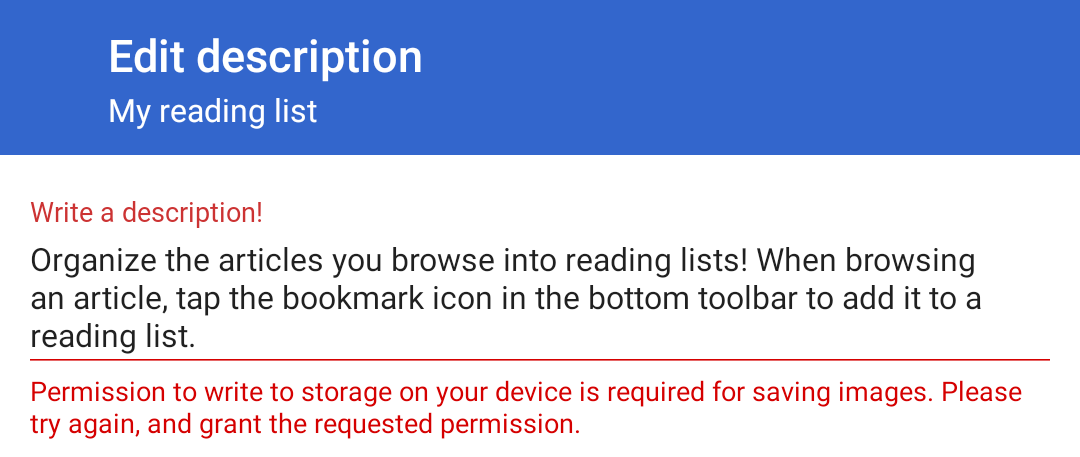 Edit description
My reading list
Write a description!
Organize the articles you browse into reading lists! When browsing
an article, tap the bookmark icon in the bottom toolbar to add it to a
reading list.
Permission to write to storage on your device is required for saving images. Please
try again, and grant the requested permission.